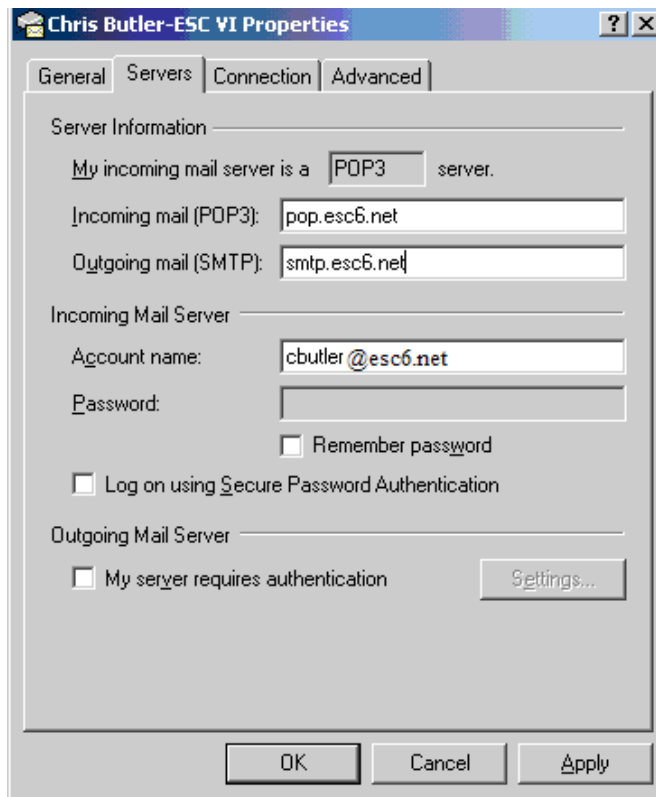 Chris Butler-ESC VI Properties
General Servers Connection Advanced
Server Information
My incoming mail server is a POP3 server.
Incoming mail (POP3): pop.esc6.net
Outgoing mail (SMTP): smtp.esc6.net
Incoming Mail Server
Account name: cbutler@esc6.net
Password:
Remember password
Log on using Secure Password Authentication
Outgoing Mail Server
My server requires authentication Settings...
OK Cancel Apply